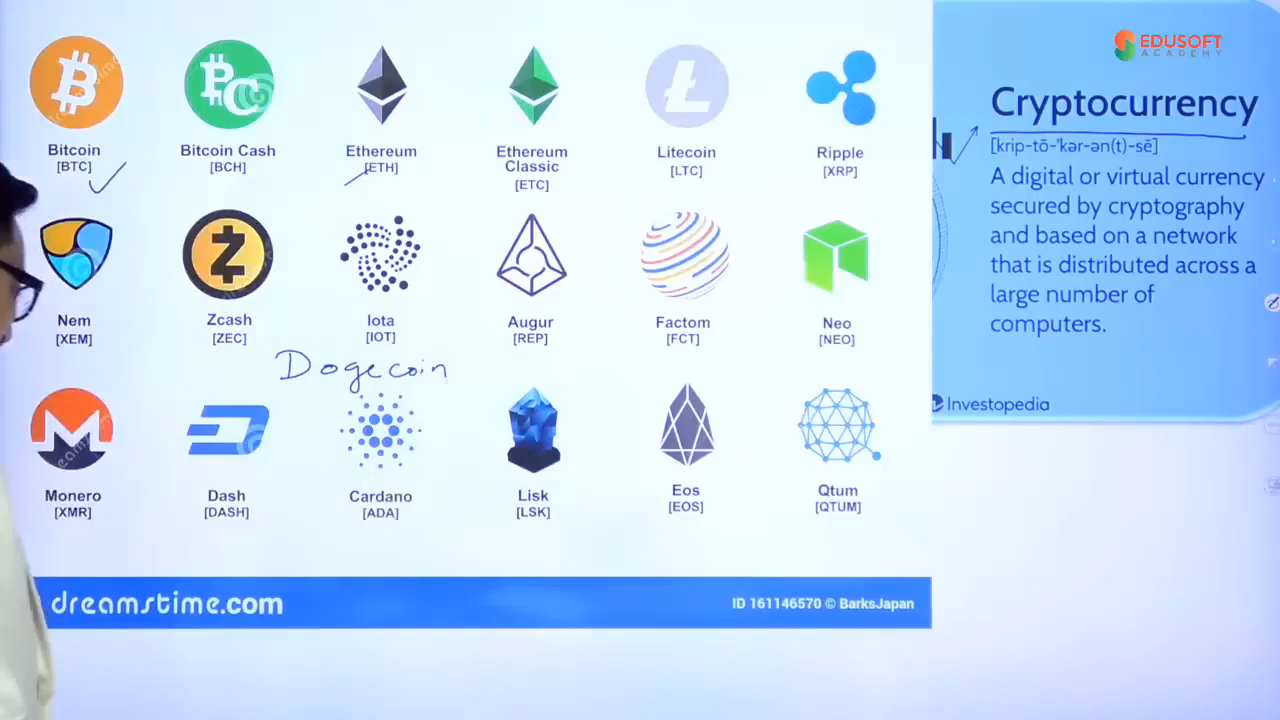 EDUSOFT
ACADEMY
Bitcoin
[BTC]
Bitcoin Cash
[BCH]
Ethereum
[ETH]
Ethereum
Classic
[ETC]
Litecoin
[LTC]
Ripple
[XRP]
Nem
[XEM]
Zcash
[ZEC]
Iota
[IOT]
Augur
[REP]
Factom
[FCT]
Neo
[NEO]
Dogecoin
Monero
[XMR]
Dash
[DASH]
Cardano
[ADA]
Lisk
[LSK]
Eos
[EOS]
Qtum
[QTUM]
dreamstime.com
ID 161146570 © BarksJapan
Cryptocurrency
[krip-tō-'kər-ən(t)-sē]
A digital or virtual currency
secured by cryptography
and based on a network
that is distributed across a
large number of
computers.
Investopedia